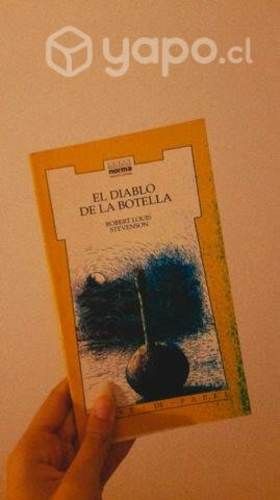 yapo.cl
norma
EL DIABLO
DE LA BOTELLA
ROBERT LOUIS
STEVENSON